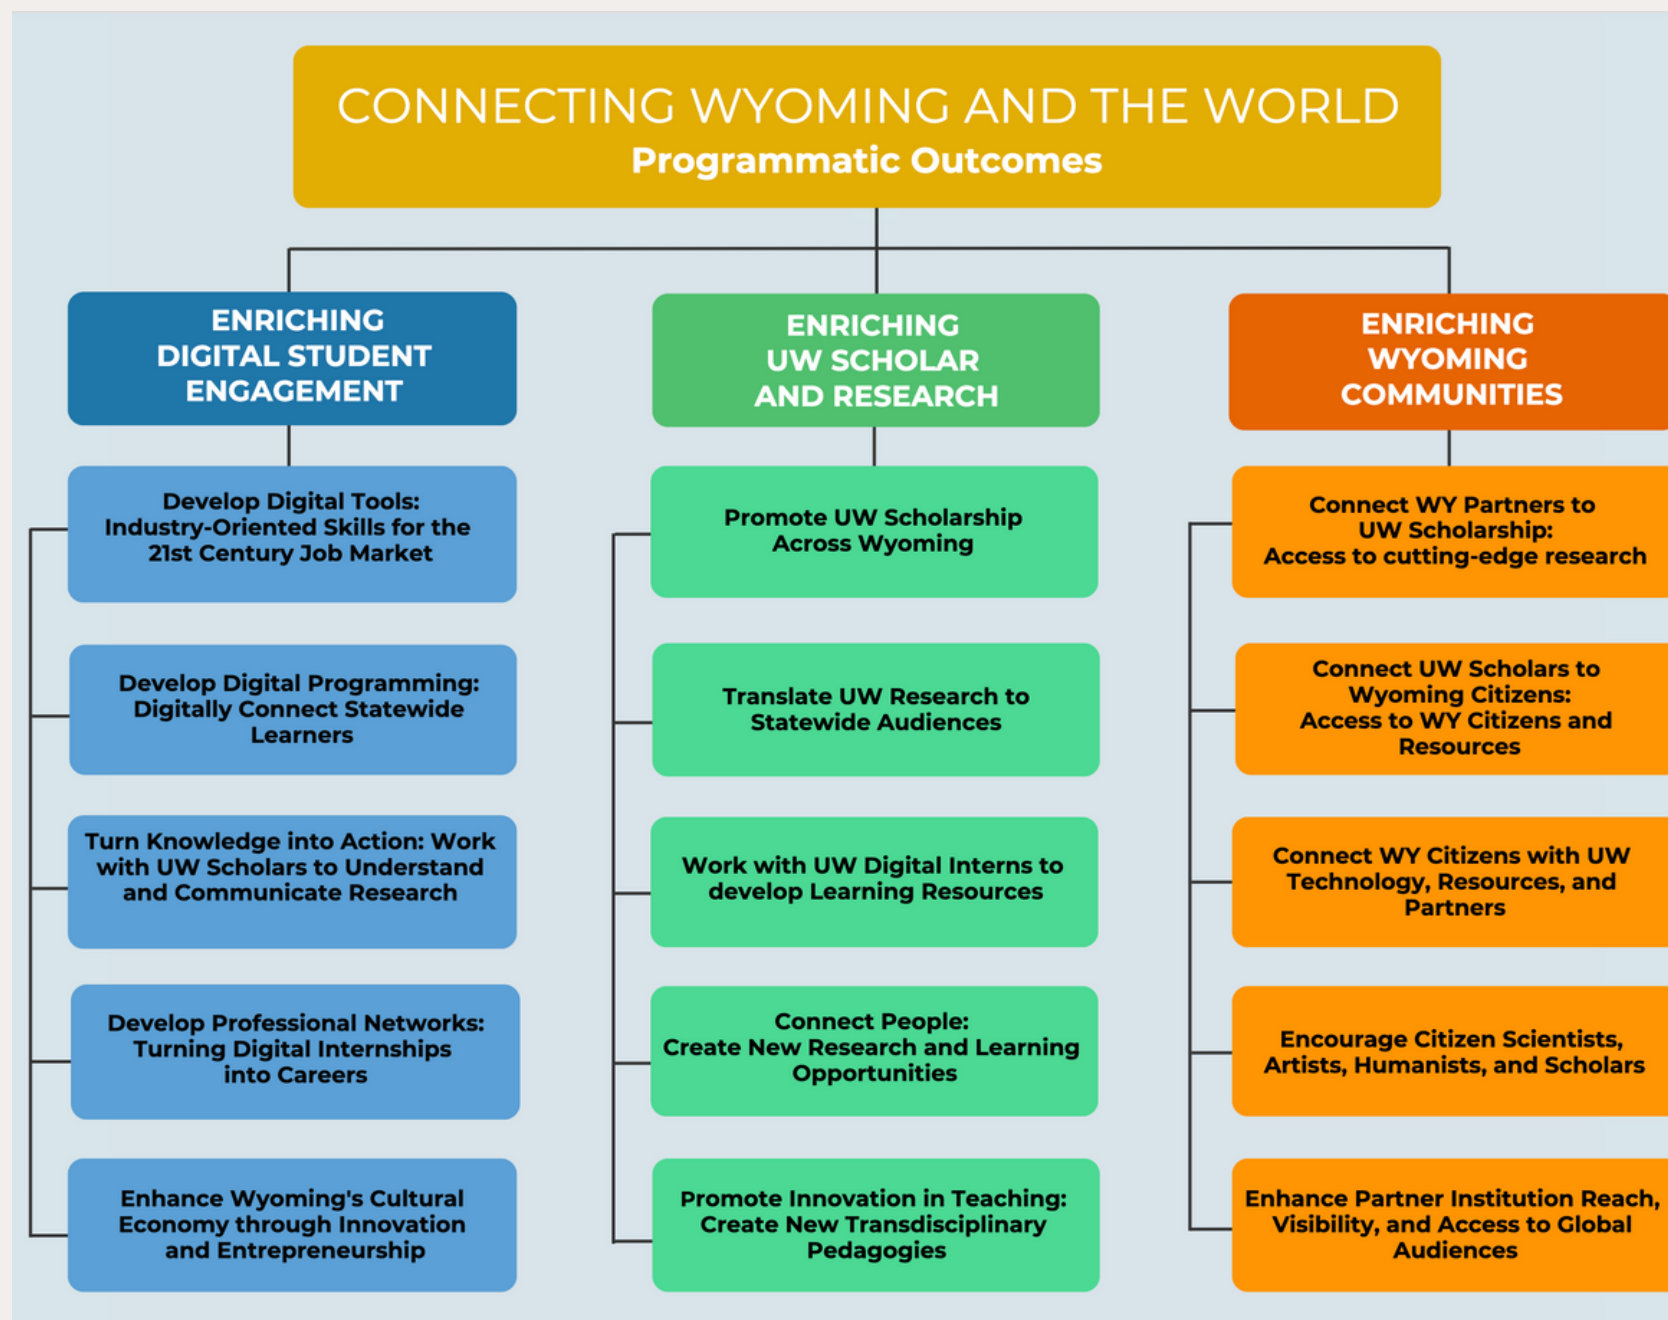 CONNECTING WYOMING AND THE WORLD
Programmatic Outcomes
ENRICHING
DIGITAL STUDENT
ENGAGEMENT
Develop Digital Tools:
Industry-Oriented Skills for the
21st Century Job Market
Develop Digital Programming:
Digitally Connect Statewide
Learners
Turn Knowledge into Action: Work
with UW Scholars to Understand
and Communicate Research
Develop Professional Networks:
Turning Digital Internships
into Careers
Enhance Wyoming's Cultural
Economy through Innovation
and Entrepreneurship
ENRICHING
UW SCHOLAR
AND RESEARCH
Promote UW Scholarship
Across Wyoming
Translate UW Research to
Statewide Audiences
Work with UW Digital Interns to
develop Learning Resources
Connect People:
Create New Research and Learning
Opportunities
Promote Innovation in Teaching:
Create New Transdisciplinary
Pedagogies
ENRICHING
WYOMING
COMMUNITIES
Connect WY Partners to
UW Scholarship:
Access to cutting-edge research
Connect UW Scholars to
Wyoming Citizens:
Access to WY Citizens and
Resources
Connect WY Citizens with UW
Technology, Resources, and
Partners
Encourage Citizen Scientists,
Artists, Humanists, and Scholars
Enhance Partner Institution Reach,
Visibility, and Access to Global
Audiences